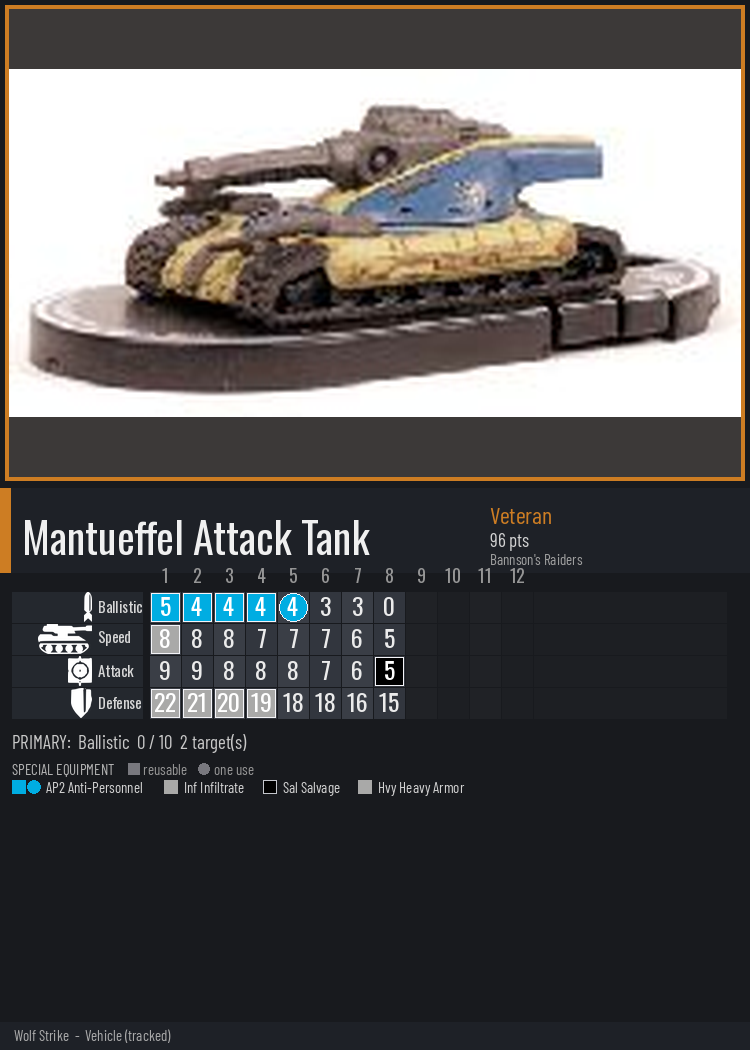 Mantueffel Attack Tank
Veteran
96 pts
Bannson's Raiders
1 2 3 4 5 6 7 8 9 10 11 12
Ballistic 5 4 4 4 4 3 3 0
Speed 8 8 8 7 7 7 6 5
Attack 9 9 8 8 8 7 6 5
Defense 22 21 20 19 18 18 16 15
PRIMARY: Ballistic 0 / 10 2 target(s)
SPECIAL EQUIPMENT reusable one use
AP2 Anti-Personnel Inf Infiltrate Sal Salvage Hvy Heavy Armor
Wolf Strike - Vehicle (tracked)